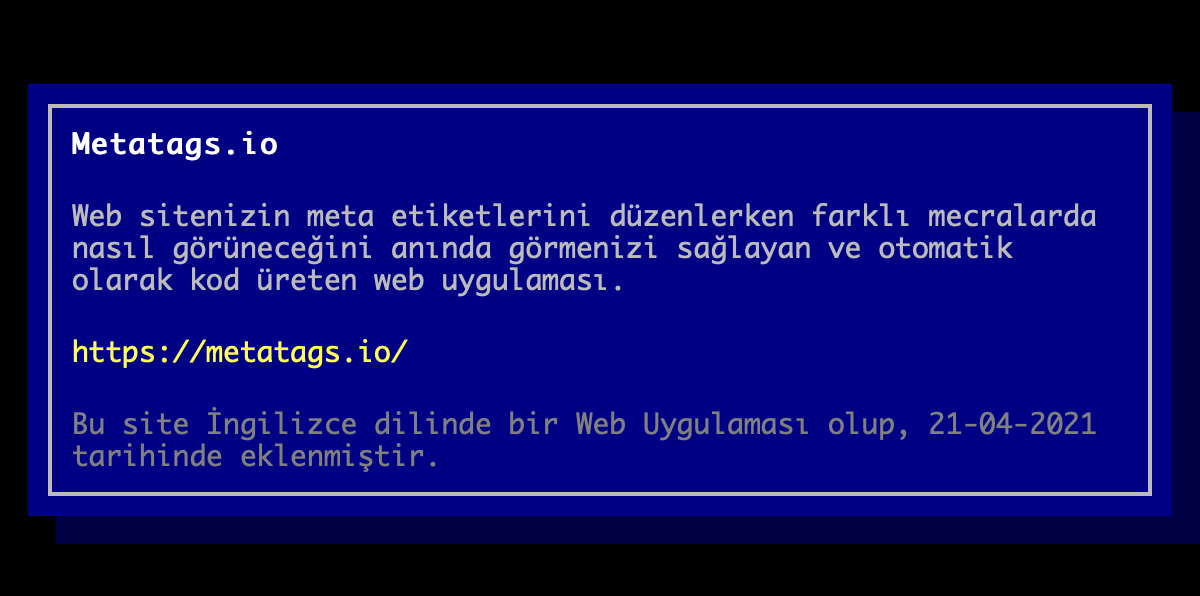 Metatags.io
Web sitenizin meta etiketlerini düzenlerken farklı mecralarda
nasıl görüneceğini anında görmenizi sağlayan ve otomatik
olarak kod üreten web uygulaması.
https://metatags.io/
Bu site İngilizce dilinde bir Web Uygulaması olup, 21-04-2021
tarihinde eklenmiştir.